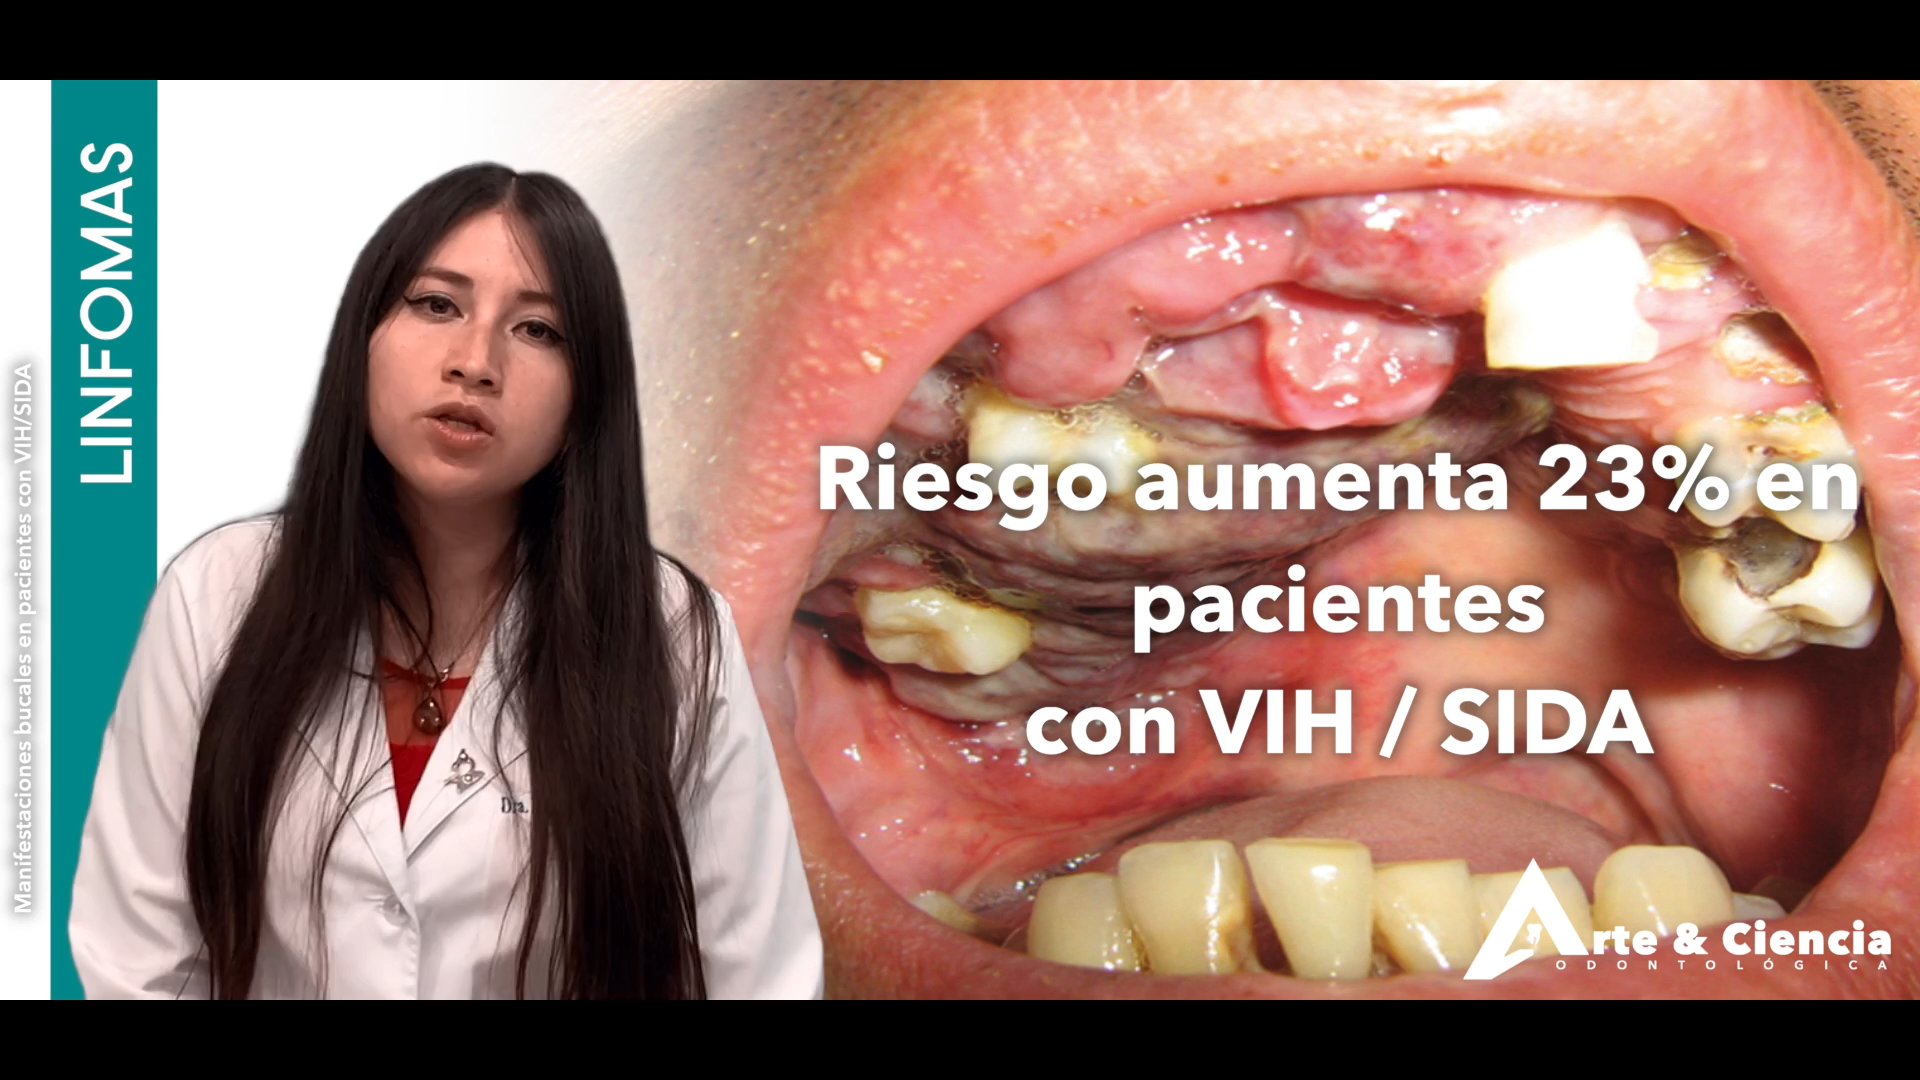 Manifestaciones bucales en pacientes con VIH/SIDA
LINFOMAS
Riesgo aumenta 23% en
pacientes
con VIH / SIDA
Dra.
Arte & Ciencia
ODONTOLÓGICA